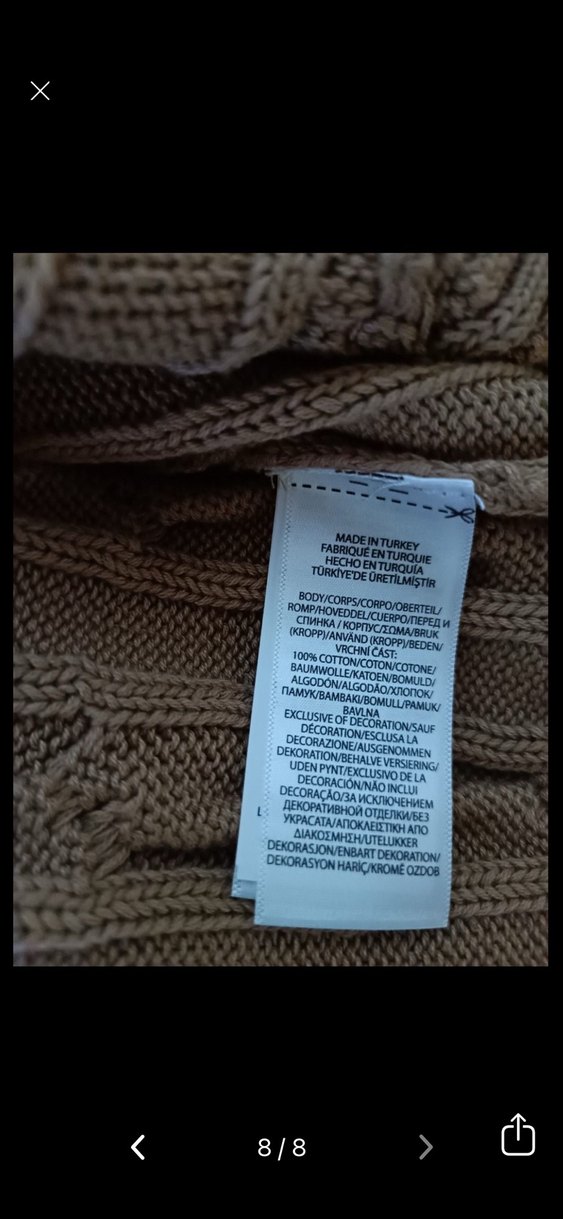 MADE IN TURKEY
FABRIQUÉ EN TURQUIE
HECHO EN TURQUÍA
TÜRKİYE'DE ÜRETİLMİŞTİR
BODY/CORPS/CORPO/OBERTEIL/
ROMP/HOVEDDEL/CUERPO/ПЕРЕД И
СПИНКА / КОРПУС/ΣΩΜΑ/BRUK
(KROPP)/ANVÄND (KROPP)/BEDEN/
VRCHNÍ ČÁST:
100% COTTON/COTON/COTONE/
BAUMWOLLE/KATOEN/BOMULD/
ALGODÓN/ALGODÃO/ХЛОПОК/
ПАМУК/ΒΑΜΒΑΚΙ/BOMULL/PAMUK/
BAVLNA
EXCLUSIVE OF DECORATION/SAUF
DÉCORATION/ESCLUSA LA
DECORAZIONE/AUSGENOMMEN
DEKORATION/BEHALVE VERSIERING/
UDEN PYNT/EXCLUSIVO DE LA
DECORACIÓN/NÃO INCLUI
DECORAÇÃO/ЗА ИСКЛЮЧЕНИЕМ
ДЕКОРАТИВНОЙ ОТДЕЛКИ/БЕЗ
УКРАСАТА/ΑΠΟΚΛΕΙΣΤΙΚΗ ΑΠΟ
ΔΙΑΚΟΣΜΗΣΗ/UTELUKKER
DEKORASJON/ENBART DEKORATION/
DEKORASYON HARİÇ/KROMĚ OZDOB
L
8 / 8